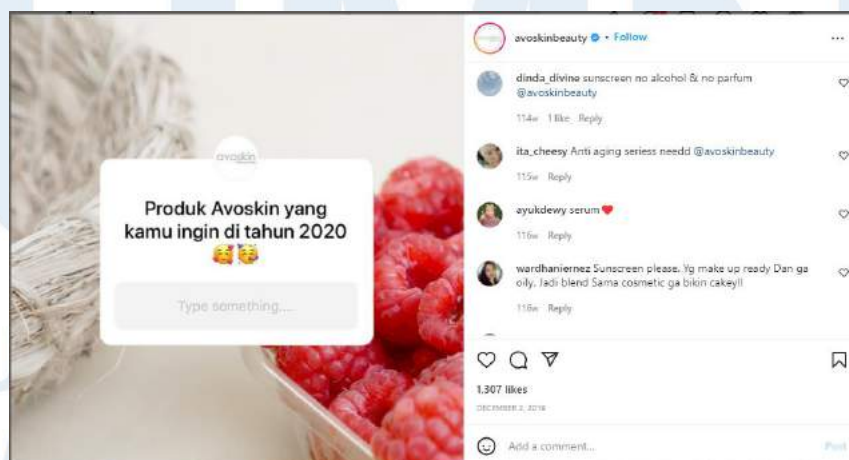 avoskin
Produk Avoskin yang
kamu ingin di tahun 2020
Type something....
avoskinbeauty • Follow
dinda_divine sunscreen no alcohol & no parfum
@avoskinbeauty
114w 1 like Reply
ita_cheesy Anti aging seriess needd @avoskinbeauty
115w Reply
ayukdewy serum
116w Reply
wardhaniernez Sunscreen please. Yg make up ready Dan ga
oily. Jadi blend Sama cosmetic ga bikin cakey!!
116w Reply
1.307 likes
DECEMBER 2, 2019
Add a comment...
Post